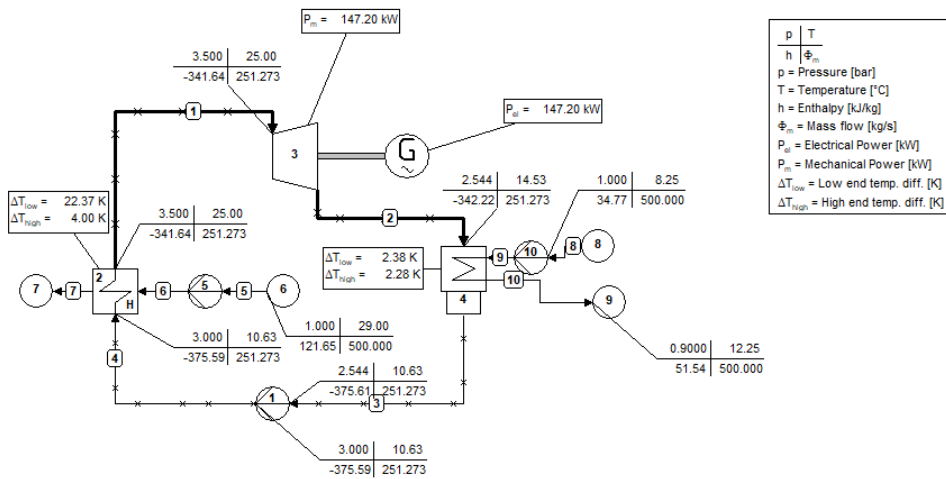 P_m = 147.20 kW
p T
h Φ_m
p = Pressure [bar]
T = Temperature [°C]
h = Enthalpy [kJ/kg]
Φ_m = Mass flow [kg/s]
P_el = Electrical Power [kW]
P_m = Mechanical Power [kW]
ΔT_low = Low end temp. diff. [K]
ΔT_high = High end temp. diff. [K]
3.500 25.00
-341.64 251.273
1
3
G
~
P_el = 147.20 kW
2.544 14.53
-342.22 251.273
1.000 8.25
34.77 500.000
ΔT_low = 22.37 K
ΔT_high = 4.00 K
3.500 25.00
-341.64 251.273
2
9
10
8
8
ΔT_low = 2.38 K
ΔT_high = 2.28 K
10
4
9
7
7
2
H
6
5
5
6
1.000 29.00
121.65 500.000
3.000 10.63
-375.59 251.273
4
0.9000 12.25
51.54 500.000
2.544 10.63
-375.61 251.273
1
3
3.000 10.63
-375.59 251.273